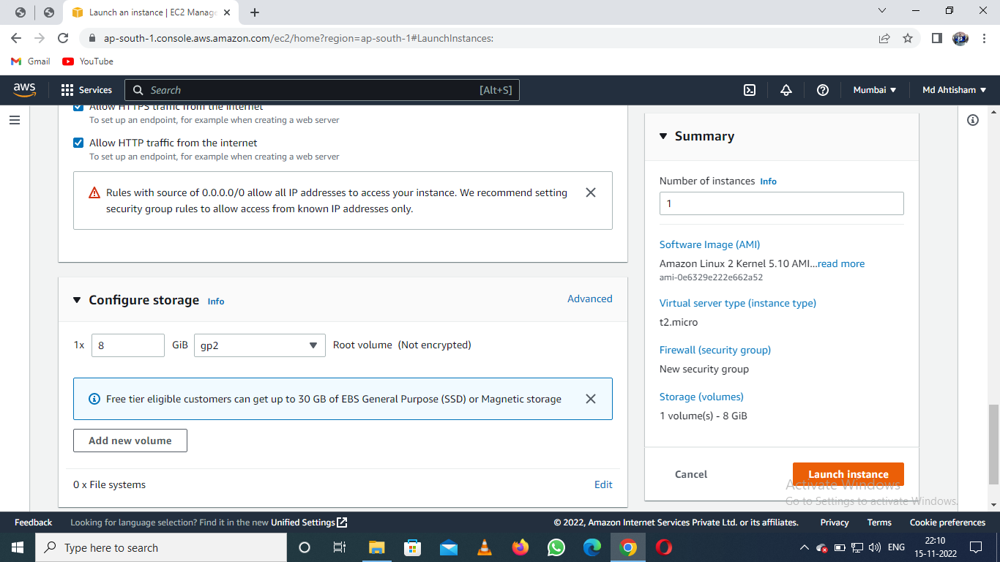 Launch an instance | EC2 Manage
ap-south-1.console.aws.amazon.com/ec2/home?region=ap-south-1#LaunchInstances:
Gmail
YouTube
aws
Services
Search
[Alt+S]
Mumbai
Md Ahtisham
Allow HTTPS traffic from the internet
To set up an endpoint, for example when creating a web server
Allow HTTP traffic from the internet
To set up an endpoint, for example when creating a web server
Rules with source of 0.0.0.0/0 allow all IP addresses to access your instance. We recommend setting
security group rules to allow access from known IP addresses only.
Configure storage Info
Advanced
1x 8 GiB gp2 Root volume (Not encrypted)
Free tier eligible customers can get up to 30 GB of EBS General Purpose (SSD) or Magnetic storage
Add new volume
0 x File systems
Edit
Summary
Number of instances Info
1
Software Image (AMI)
Amazon Linux 2 Kernel 5.10 AMI...read more
ami-0e6329e222e662a52
Virtual server type (instance type)
t2.micro
Firewall (security group)
New security group
Storage (volumes)
1 volume(s) - 8 GiB
Cancel
Launch instance
Activate Windows
Go to Settings to activate Windows.
Feedback
Looking for language selection? Find it in the new Unified Settings
© 2022, Amazon Internet Services Private Ltd. or its affiliates.
Privacy
Terms
Cookie preferences
Type here to search
ENG
22:10
15-11-2022